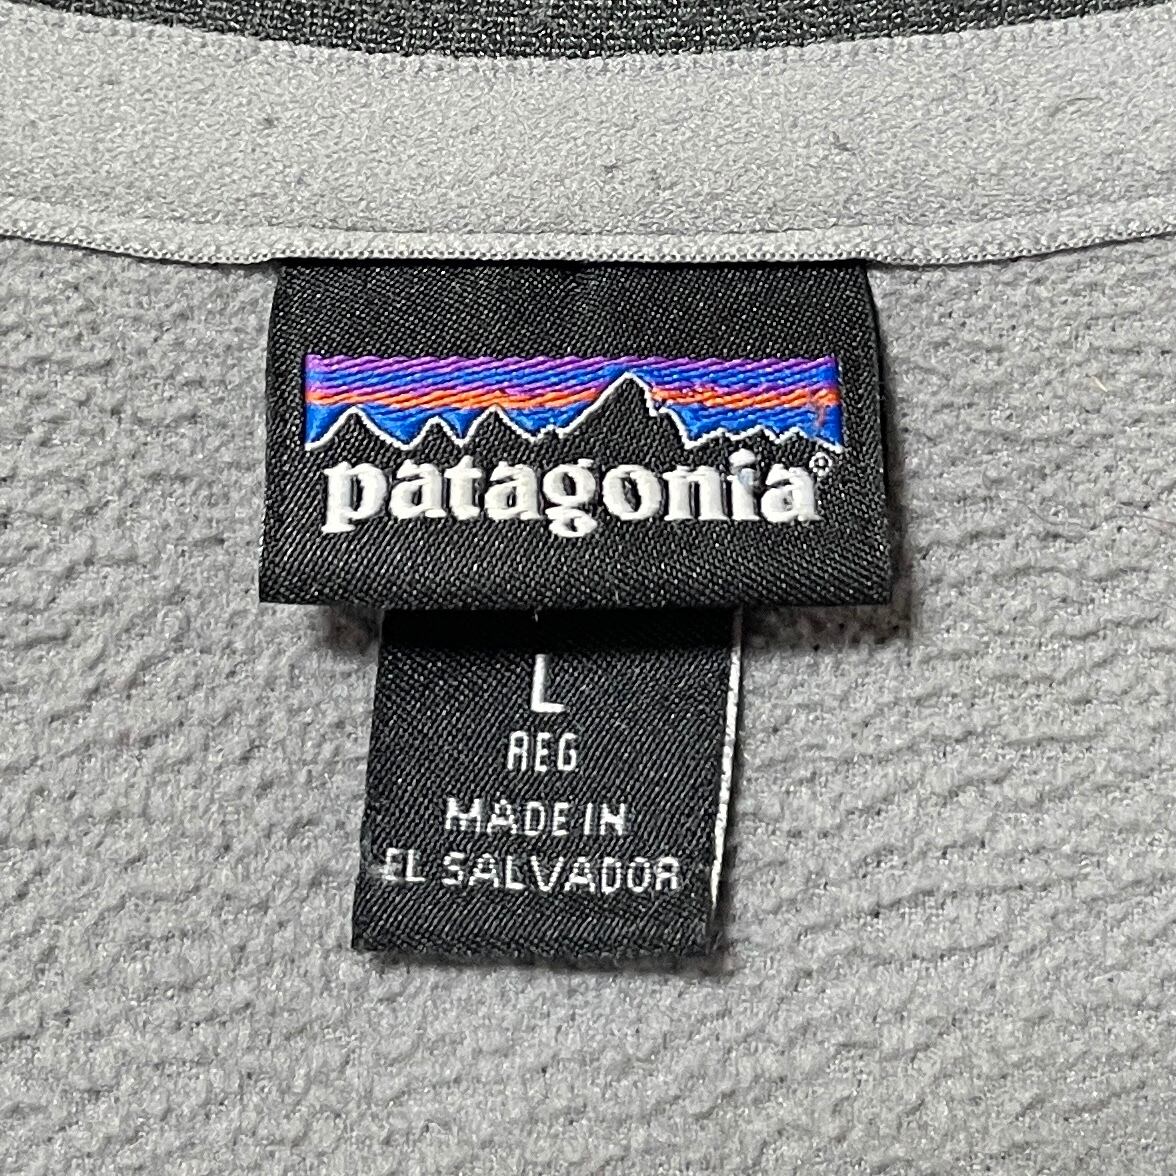 patagonia®
L
REG
MADE IN
EL SALVADOR